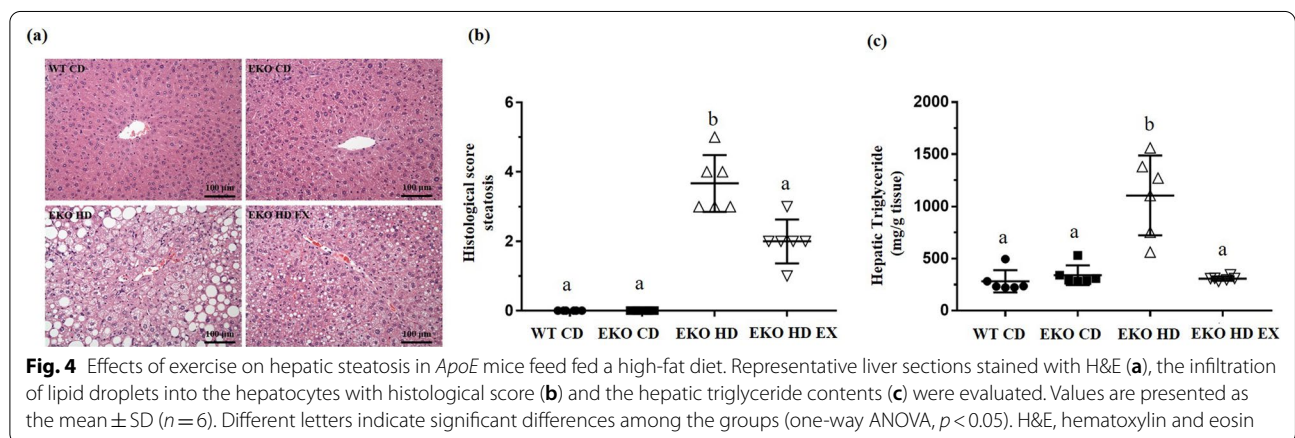 (a)
WT CD
EKO CD
100 μm
100 μm
EKO HD
EKO HD EX
100 μm
100 μm
(b)
Histological score
steatosis
6
4
2
0
a
a
b
a
WT CD
EKO CD
EKO HD
EKO HD EX
(c)
Hepatic Triglyceride
(mg/g tissue)
2000
1500
1000
500
250
0
a
a
b
a
WT CD
EKO CD
EKO HD
EKO HD EX
Fig. 4 Effects of exercise on hepatic steatosis in ApoE mice feed fed a high-fat diet. Representative liver sections stained with H&E (a), the infiltration
of lipid droplets into the hepatocytes with histological score (b) and the hepatic triglyceride contents (c) were evaluated. Values are presented as
the mean ± SD (n = 6). Different letters indicate significant differences among the groups (one-way ANOVA, p < 0.05). H&E, hematoxylin and eosin